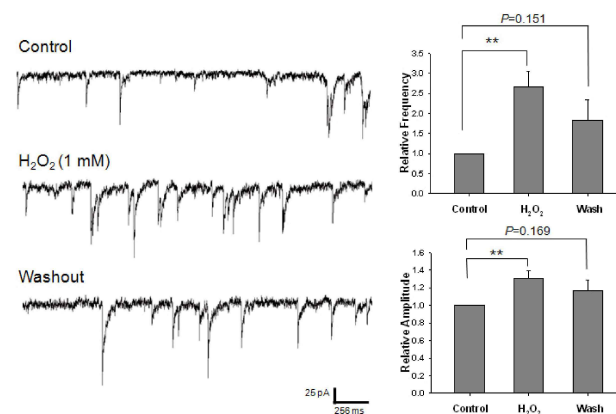 Control
H₂O₂ (1 mM)
Washout
25 pA
256 ms
P=0.151
**
Relative Frequency
3.5
3.0
2.5
2.0
1.5
1.0
0.5
0.0
Control H₂O₂ Wash
P=0.169
**
Relative Amplitude
1.6
1.4
1.2
1.0
0.8
0.6
0.4
0.2
0.0
Control H₂O₂ Wash